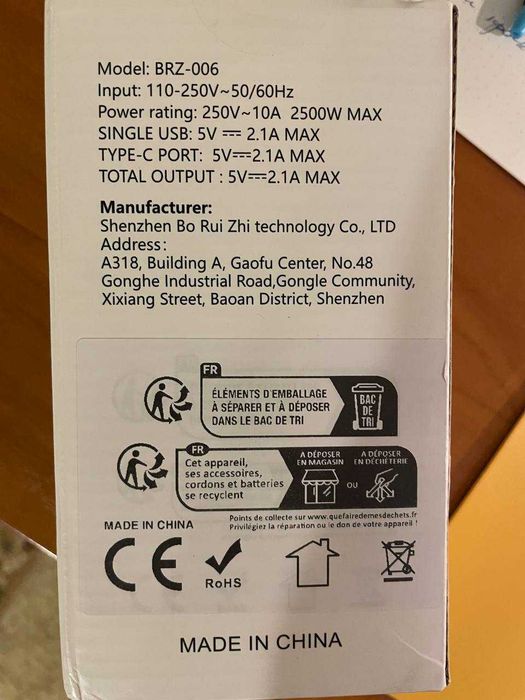 Model: BRZ-006
Input: 110-250V~50/60Hz
Power rating: 250V~10A 2500W MAX
SINGLE USB: 5V ⎓ 2.1A MAX
TYPE-C PORT: 5V⎓2.1A MAX
TOTAL OUTPUT : 5V⎓2.1A MAX
Manufacturer:
Shenzhen Bo Rui Zhi technology Co., LTD
Address:
A318, Building A, Gaofu Center, No.48
Gonghe Industrial Road,Gongle Community,
Xixiang Street, Baoan District, Shenzhen
FR
ÉLÉMENTS D'EMBALLAGE
À SÉPARER ET À DÉPOSER
DANS LE BAC DE TRI
BAC
DE
TRI
FR
Cet appareil,
ses accessoires,
cordons et batteries
se recyclent
A DÉPOSER
EN MAGASIN
OU
A DÉPOSER
EN DÉCHÈTERIE
Points de collecte sur www.quefairedemesdechets.fr
Privilégiez la réparation ou le don de votre appareil !
MADE IN CHINA
CE
RoHS
MADE IN CHINA